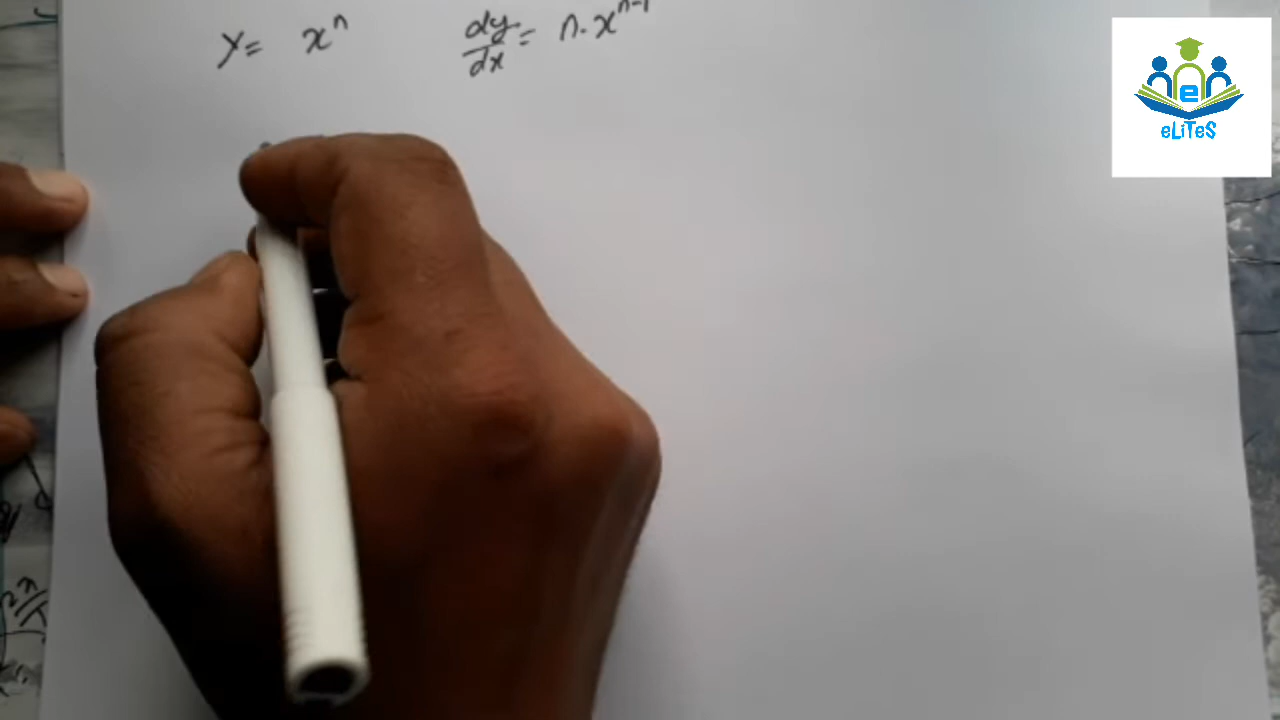 y = x^n dy/dx = n·x^{n-1}
e
eLiTeS